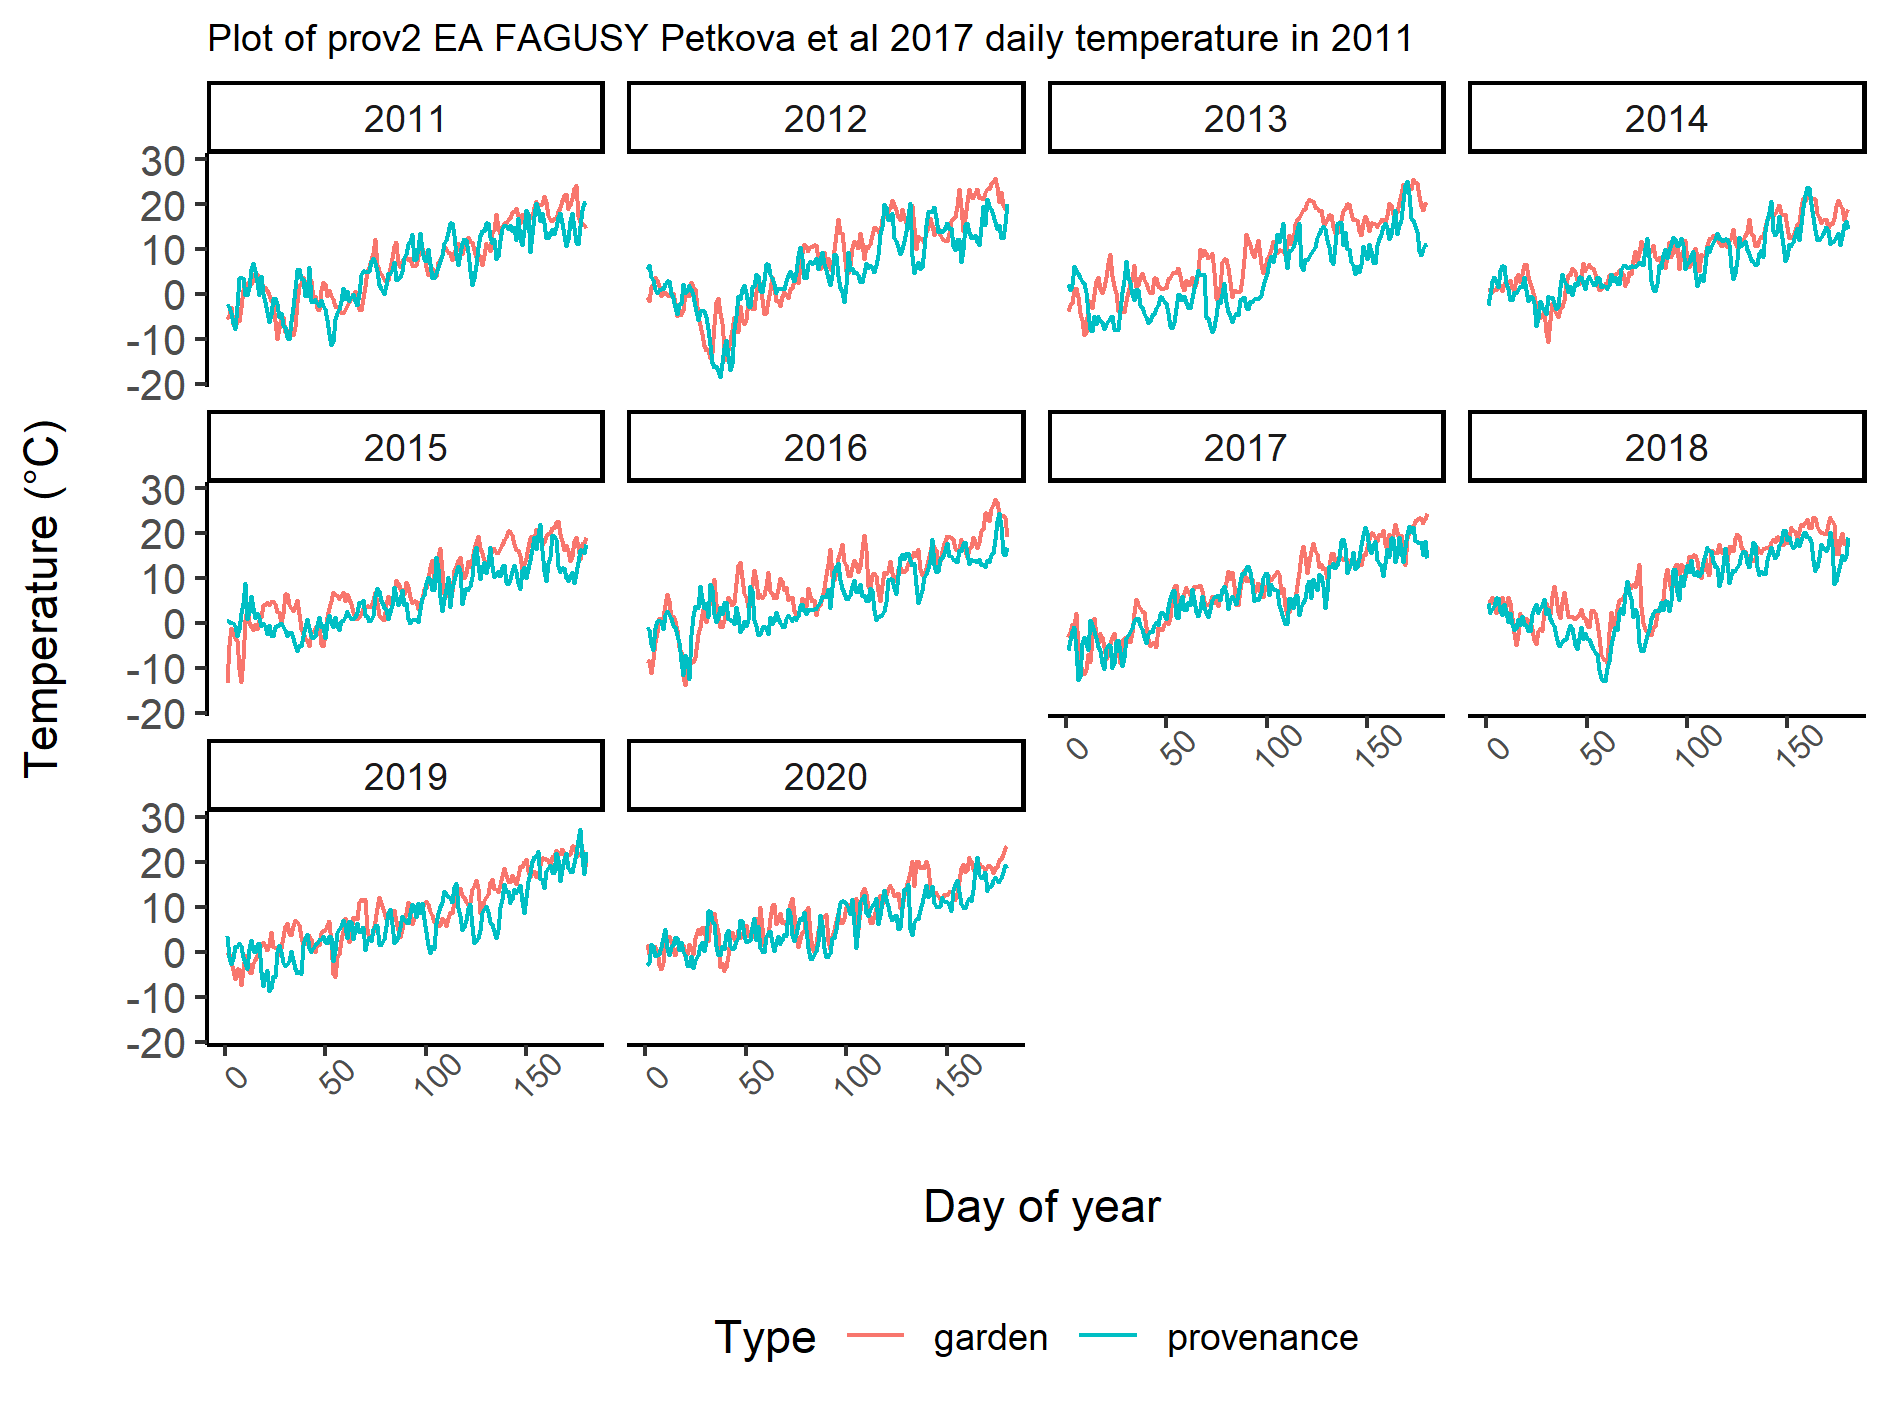 Plot of prov2 EA FAGUSY Petkova et al 2017 daily temperature in 2011
2011 2012 2013 2014
30
20
10
0
-10
-20
2015 2016 2017 2018
30
20
10
0
-10
-20
0 50 100 150 0 50 100 150
2019 2020
30
20
10
0
-10
-20
0 50 100 150 0 50 100 150
Temperature (°C)
Day of year
Type garden provenance